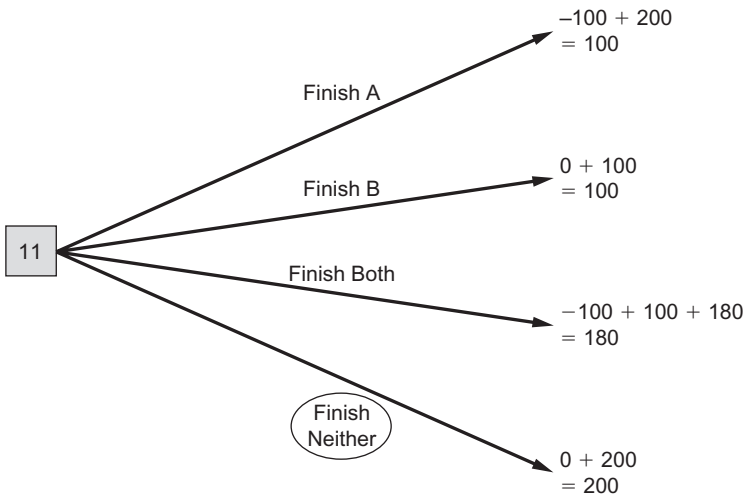 –100 + 200
= 100
Finish A
0 + 100
= 100
Finish B
11
Finish Both
−100 + 100 + 180
= 180
Finish
Neither
0 + 200
= 200